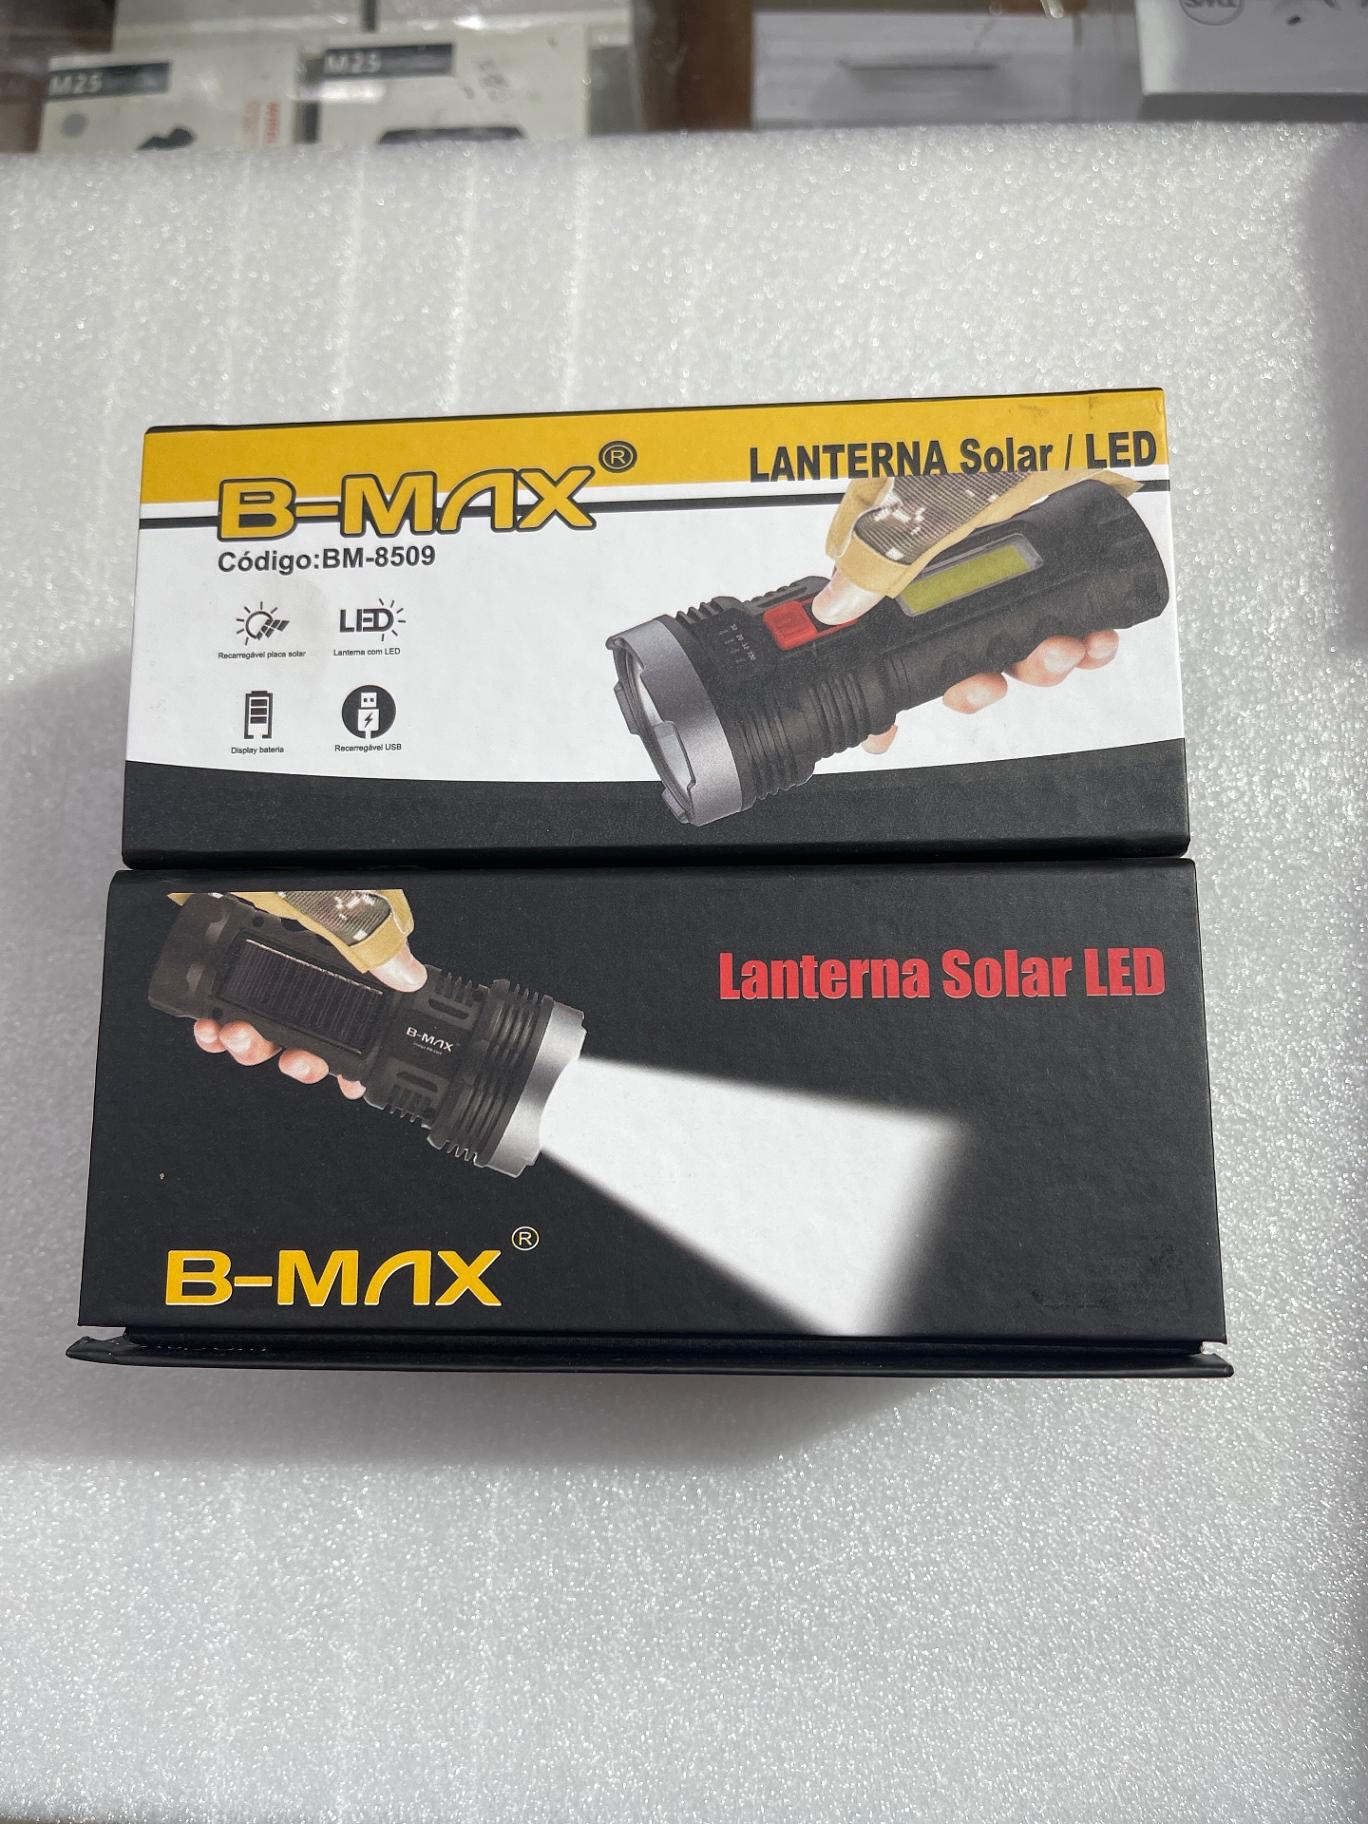 M25
M25
B-MAX®
LANTERNA Solar / LED
Código:BM-8509
LED
Recarregável placa solar
Lanterna com LED
Display bateria
Recarregável USB
Lanterna Solar LED
B-MAX
B-MAX®